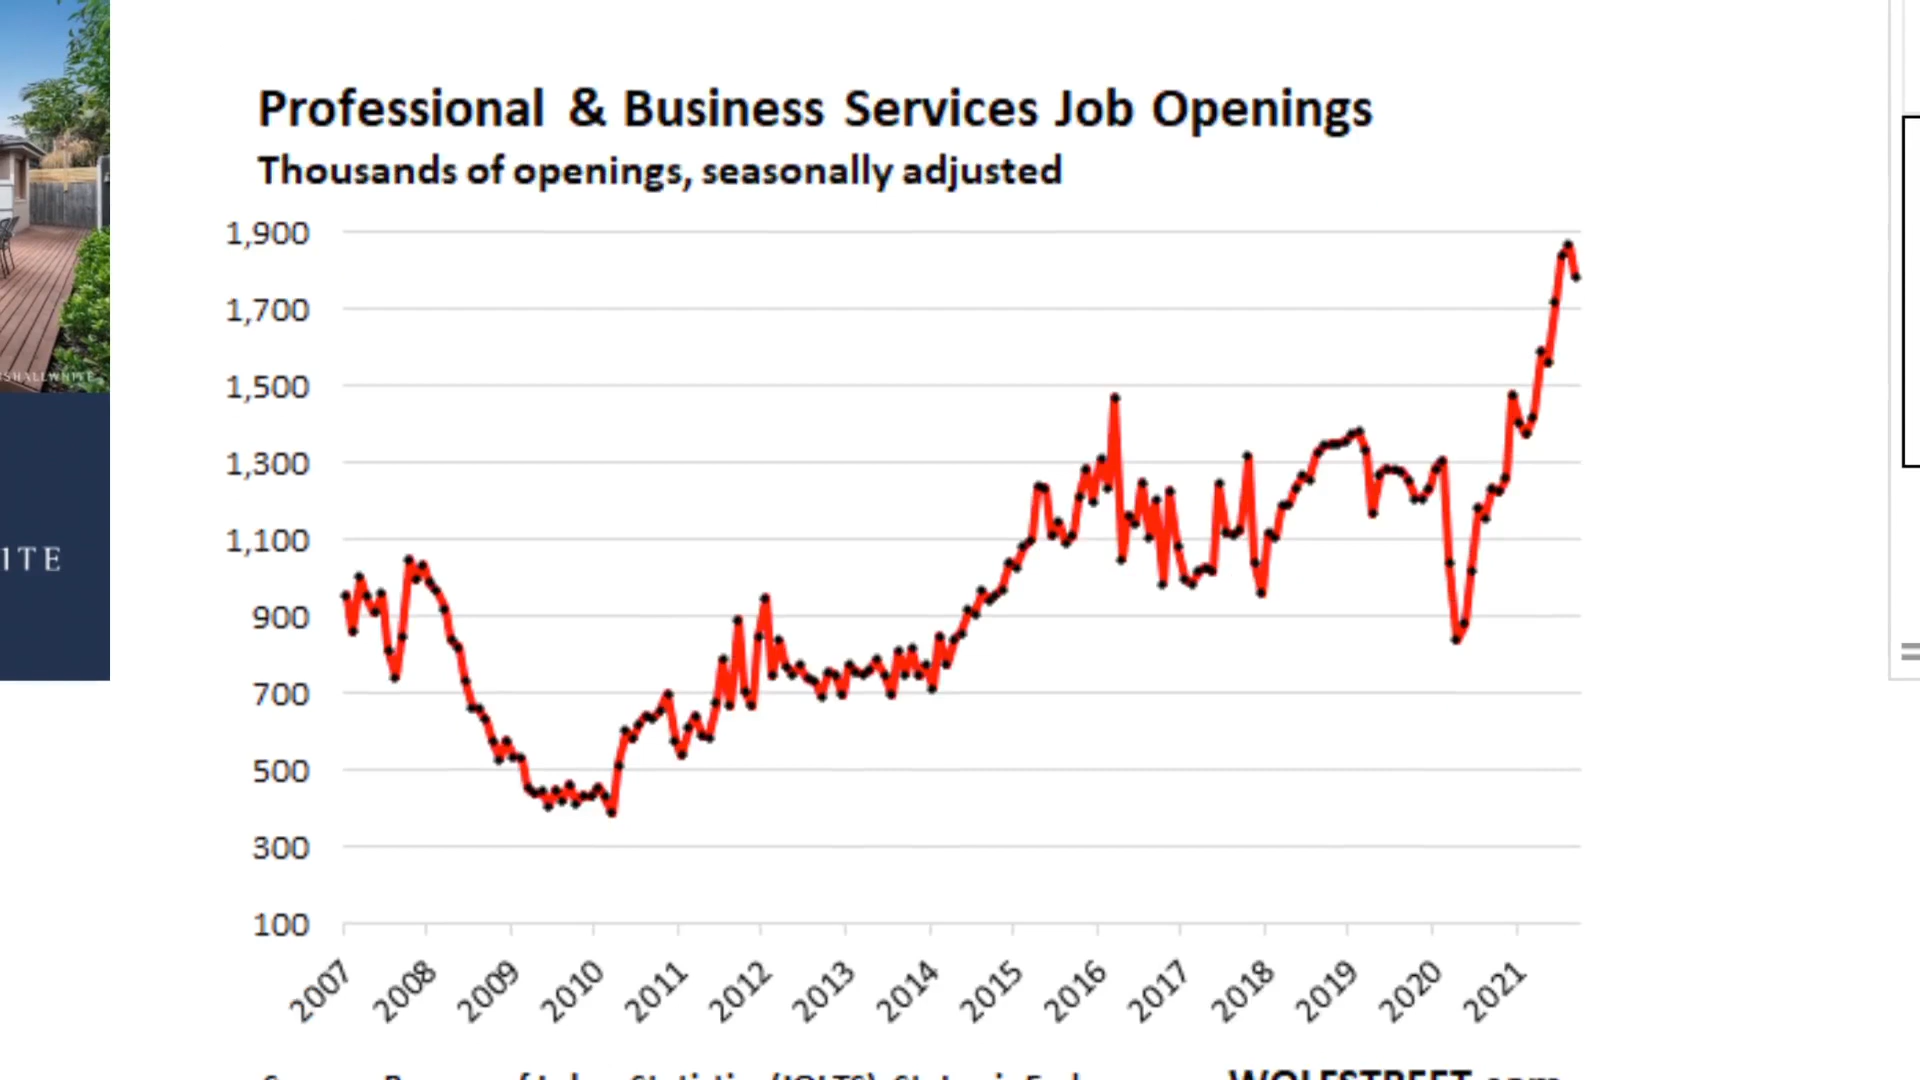 Professional & Business Services Job Openings
Thousands of openings, seasonally adjusted
1,900
1,700
1,500
1,300
1,100
900
700
500
300
100
2007 2008 2009 2010 2011 2012 2013 2014 2015 2016 2017 2018 2019 2020 2021
WOLFSTREET.com